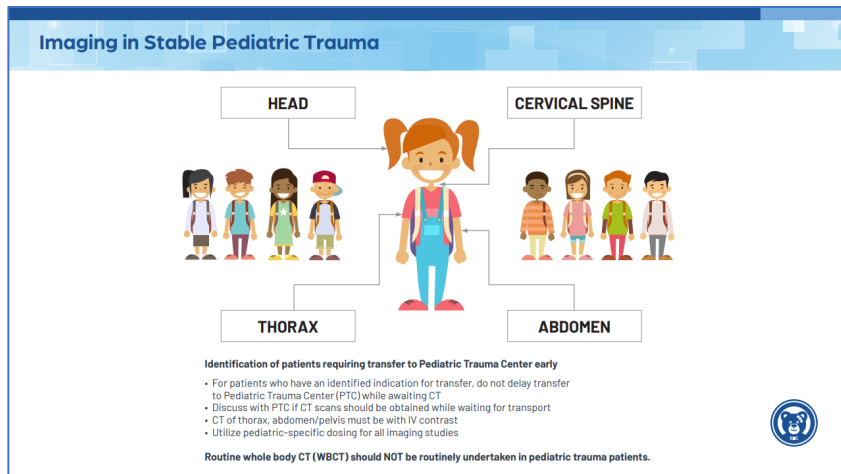 Imaging in Stable Pediatric Trauma
HEAD
CERVICAL SPINE
THORAX
ABDOMEN
Identification of patients requiring transfer to Pediatric Trauma Center early
• For patients who have an identified indication for transfer, do not delay transfer
to Pediatric Trauma Center (PTC) while awaiting CT
• Discuss with PTC if CT scans should be obtained while waiting for transport
• CT of thorax, abdomen/pelvis must be with IV contrast
• Utilize pediatric-specific dosing for all imaging studies
Routine whole body CT (WBCT) should NOT be routinely undertaken in pediatric trauma patients.